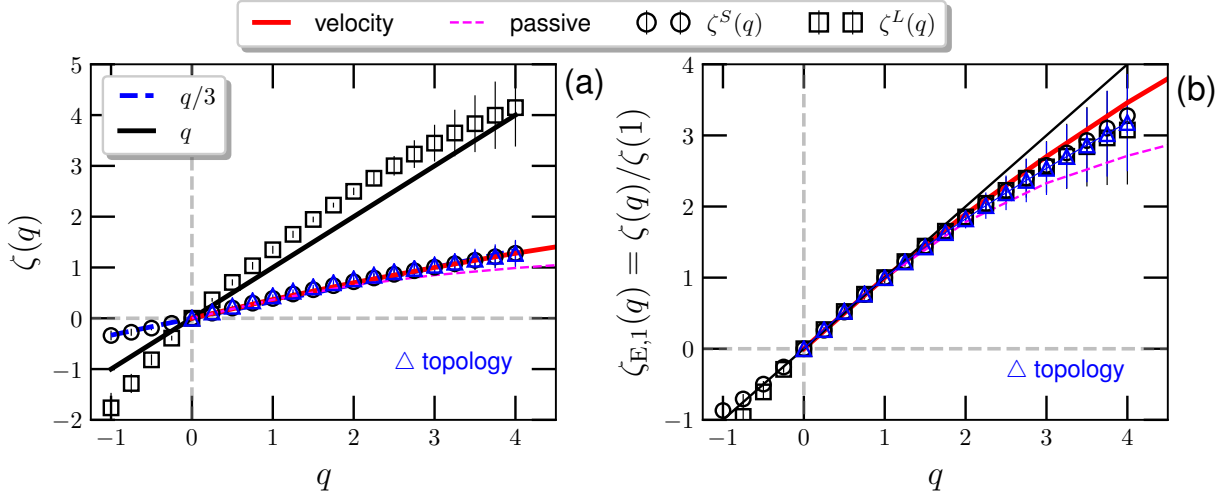 velocity passive ζ^S(q) ζ^L(q)
(a)
q/3
q
ζ(q)
5
4
3
2
1
0
−1
−2
△ topology
−1 0 1 2 3 4
q
(b)
ζ_{E,1}(q) = ζ(q)/ζ(1)
4
3
2
1
0
−1
△ topology
−1 0 1 2 3 4
q